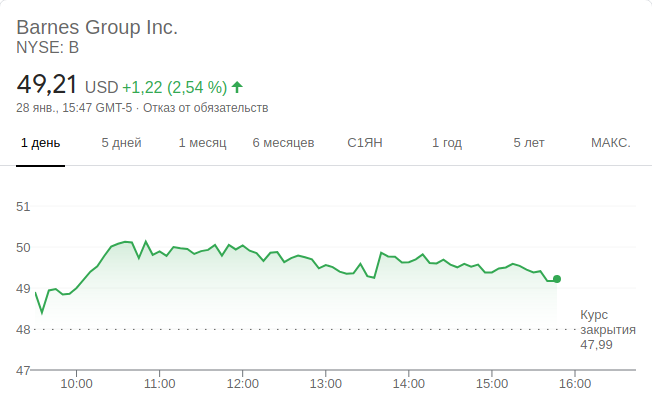 Barnes Group Inc.
NYSE: B
49,21 USD +1,22 (2,54 %)
28 янв., 15:47 GMT-5 · Отказ от обязательств
1 день 5 дней 1 месяц 6 месяцев С1ЯН 1 год 5 лет МАКС.
51
50
49
48
47
Курс
закрытия
47,99
10:00 11:00 12:00 13:00 14:00 15:00 16:00